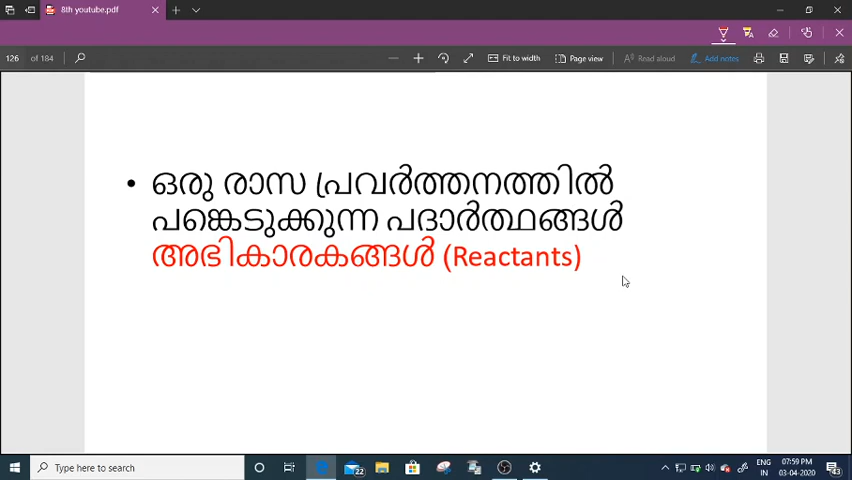 8th youtube.pdf
126 of 184
Fit to width
Page view
Read aloud
Add notes
• ഒരു രാസ പ്രവർത്തനത്തിൽ
പങ്കെടുക്കുന്ന പദാർത്ഥങ്ങൾ
അഭികാരകങ്ങൾ (Reactants)
Type here to search
22
ENG
IN
07:59 PM
03-04-2020
43